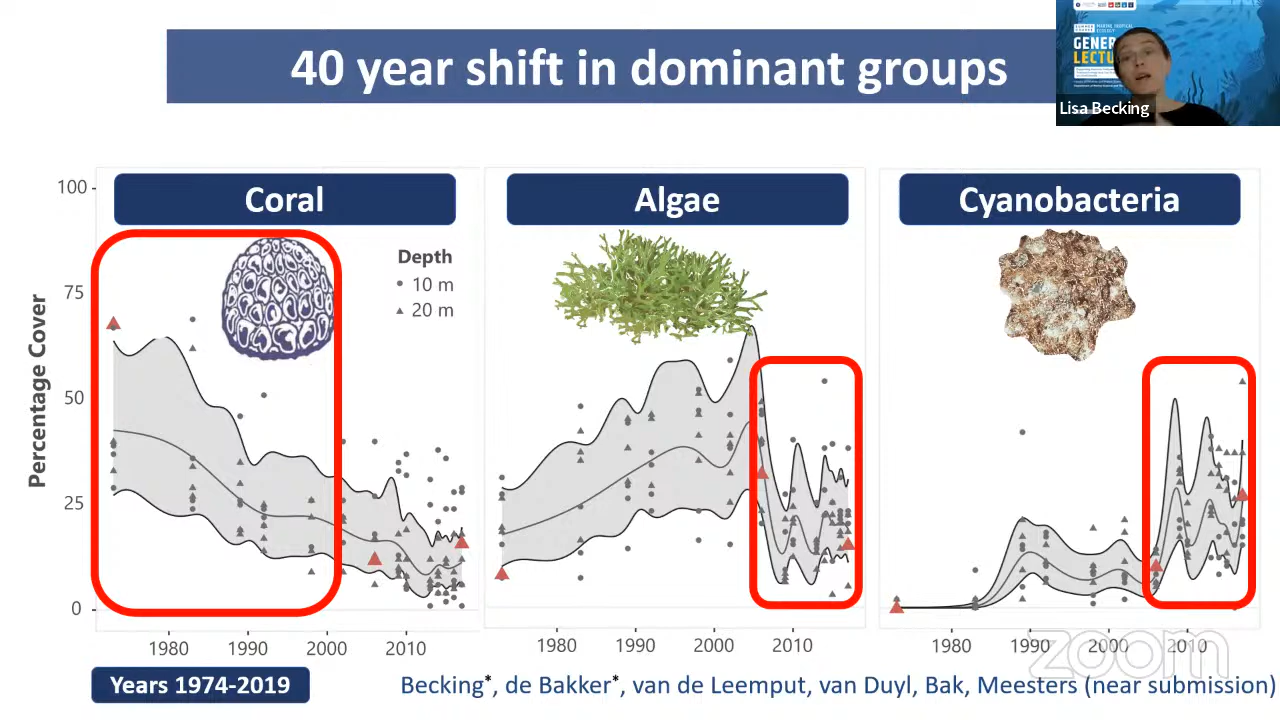 40 year shift in dominant groups
GENER
LECTU
Lisa Becking
Coral
Algae
Cyanobacteria
Percentage Cover
100
75
50
25
0
Depth
10 m
20 m
1980 1990 2000 2010
1980 1990 2000 2010
1980 1990 2000 2010
zoom
Years 1974-2019
Becking*, de Bakker*, van de Leemput, van Duyl, Bak, Meesters (near submission)